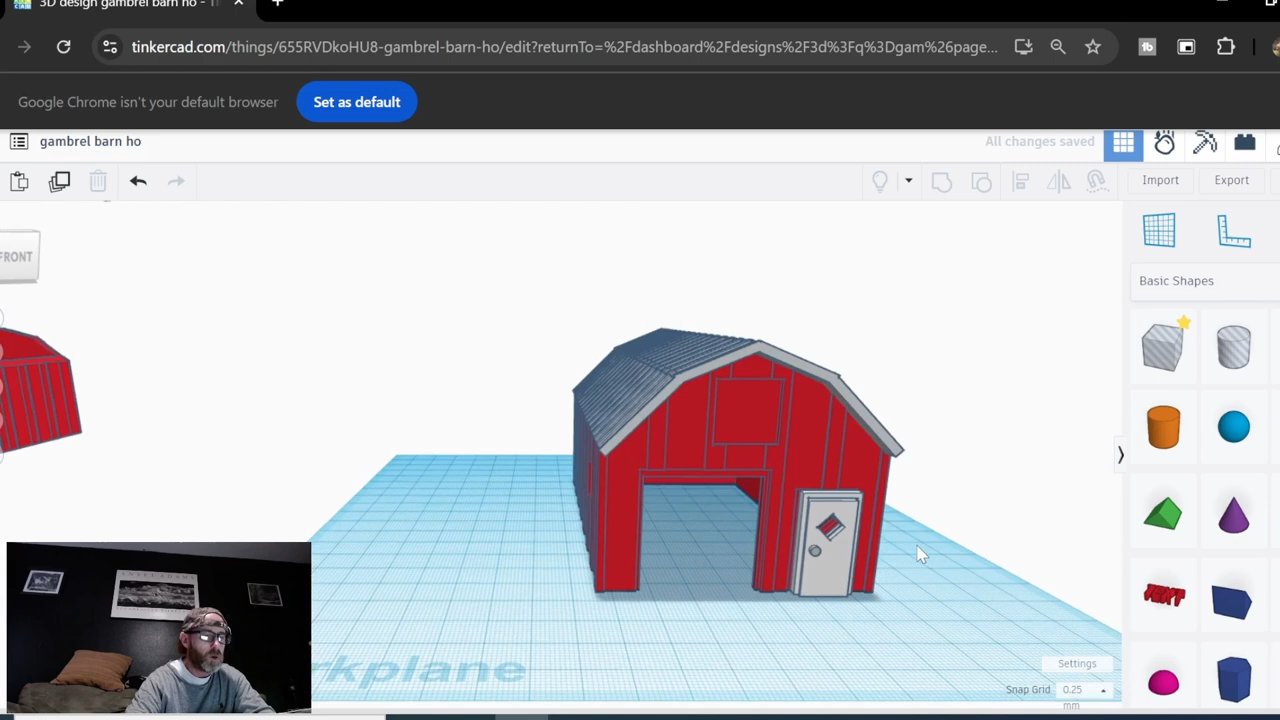 3D design gambrel barn ho - Ti
tinkercad.com/things/655RVDkoHU8-gambrel-barn-ho/edit?returnTo=%2Fdashboard%2Fdesigns%2F3d%3Fq%3Dgam%26page...
Google Chrome isn't your default browser
Set as default
gambrel barn ho
All changes saved
Import
Export
FRONT
Basic Shapes
TEXT
rkplane
Settings
Snap Grid 0.25
mm